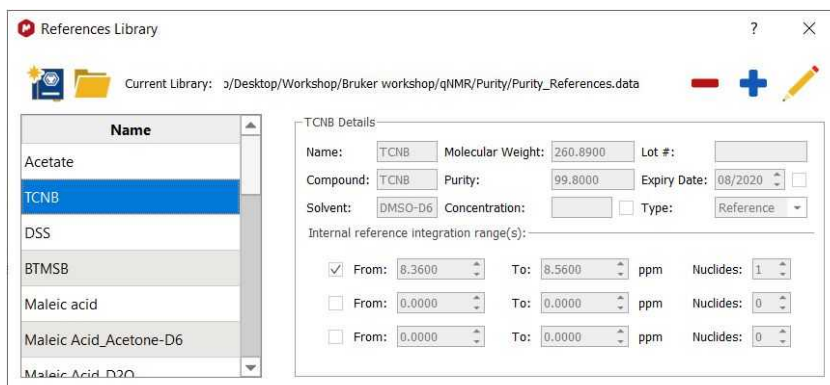 References Library
? ×
Current Library: ɔ/Desktop/Workshop/Bruker workshop/qNMR/Purity/Purity_References.data
Name
Acetate
TCNB
DSS
BTMSB
Maleic acid
Maleic Acid_Acetone-D6
Maleic Acid_D2O
TCNB Details
Name: TCNB Molecular Weight: 260.8900 Lot #:
Compound: TCNB Purity: 99.8000 Expiry Date: 08/2020
Solvent: DMSO-D6 Concentration: Type: Reference
Internal reference integration range(s):
From: 8.3600 To: 8.5600 ppm Nuclides: 1
From: 0.0000 To: 0.0000 ppm Nuclides: 0
From: 0.0000 To: 0.0000 ppm Nuclides: 0